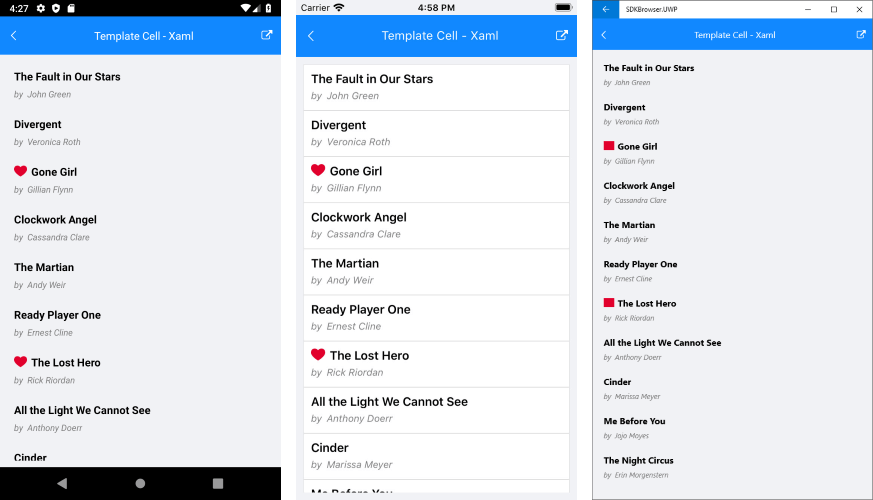 4:27
Template Cell - Xaml
The Fault in Our Stars
by John Green
Divergent
by Veronica Roth
Gone Girl
by Gillian Flynn
Clockwork Angel
by Cassandra Clare
The Martian
by Andy Weir
Ready Player One
by Ernest Cline
The Lost Hero
by Rick Riordan
All the Light We Cannot See
by Anthony Doerr
Cinder
Carrier 4:58 PM
Template Cell - Xaml
The Fault in Our Stars
by John Green
Divergent
by Veronica Roth
Gone Girl
by Gillian Flynn
Clockwork Angel
by Cassandra Clare
The Martian
by Andy Weir
Ready Player One
by Ernest Cline
The Lost Hero
by Rick Riordan
All the Light We Cannot See
by Anthony Doerr
Cinder
by Marissa Meyer
Me Before You
SDKBrowser.UWP
Template Cell - Xaml
The Fault in Our Stars
by John Green
Divergent
by Veronica Roth
Gone Girl
by Gillian Flynn
Clockwork Angel
by Cassandra Clare
The Martian
by Andy Weir
Ready Player One
by Ernest Cline
The Lost Hero
by Rick Riordan
All the Light We Cannot See
by Anthony Doerr
Cinder
by Marissa Meyer
Me Before You
by Jojo Moyes
The Night Circus
by Erin Morgenstern